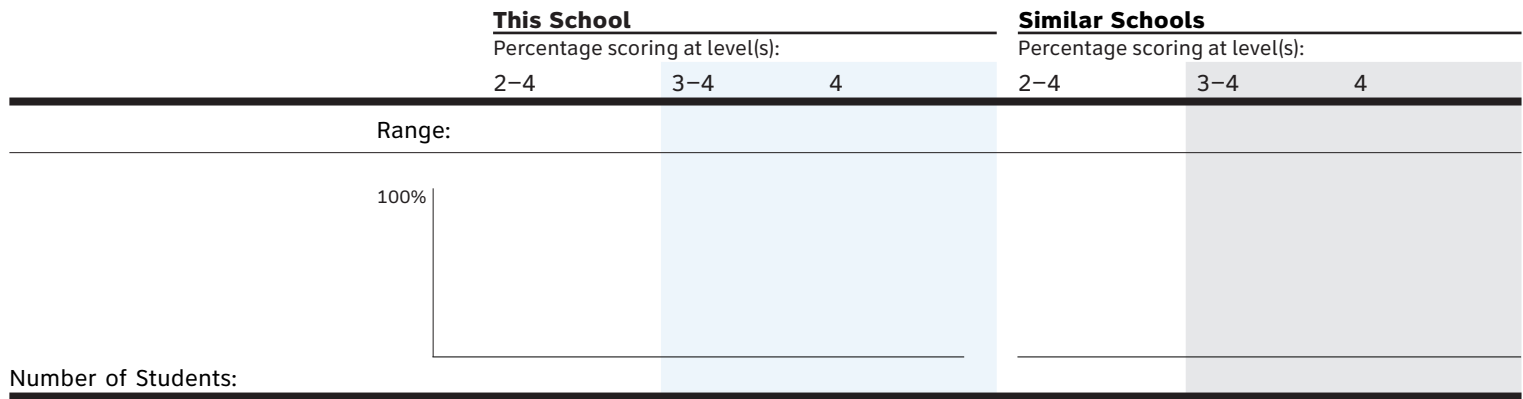 This School Similar Schools
Percentage scoring at level(s): Percentage scoring at level(s):
2–4 3–4 4 2–4 3–4 4
Range:
100%
Number of Students: